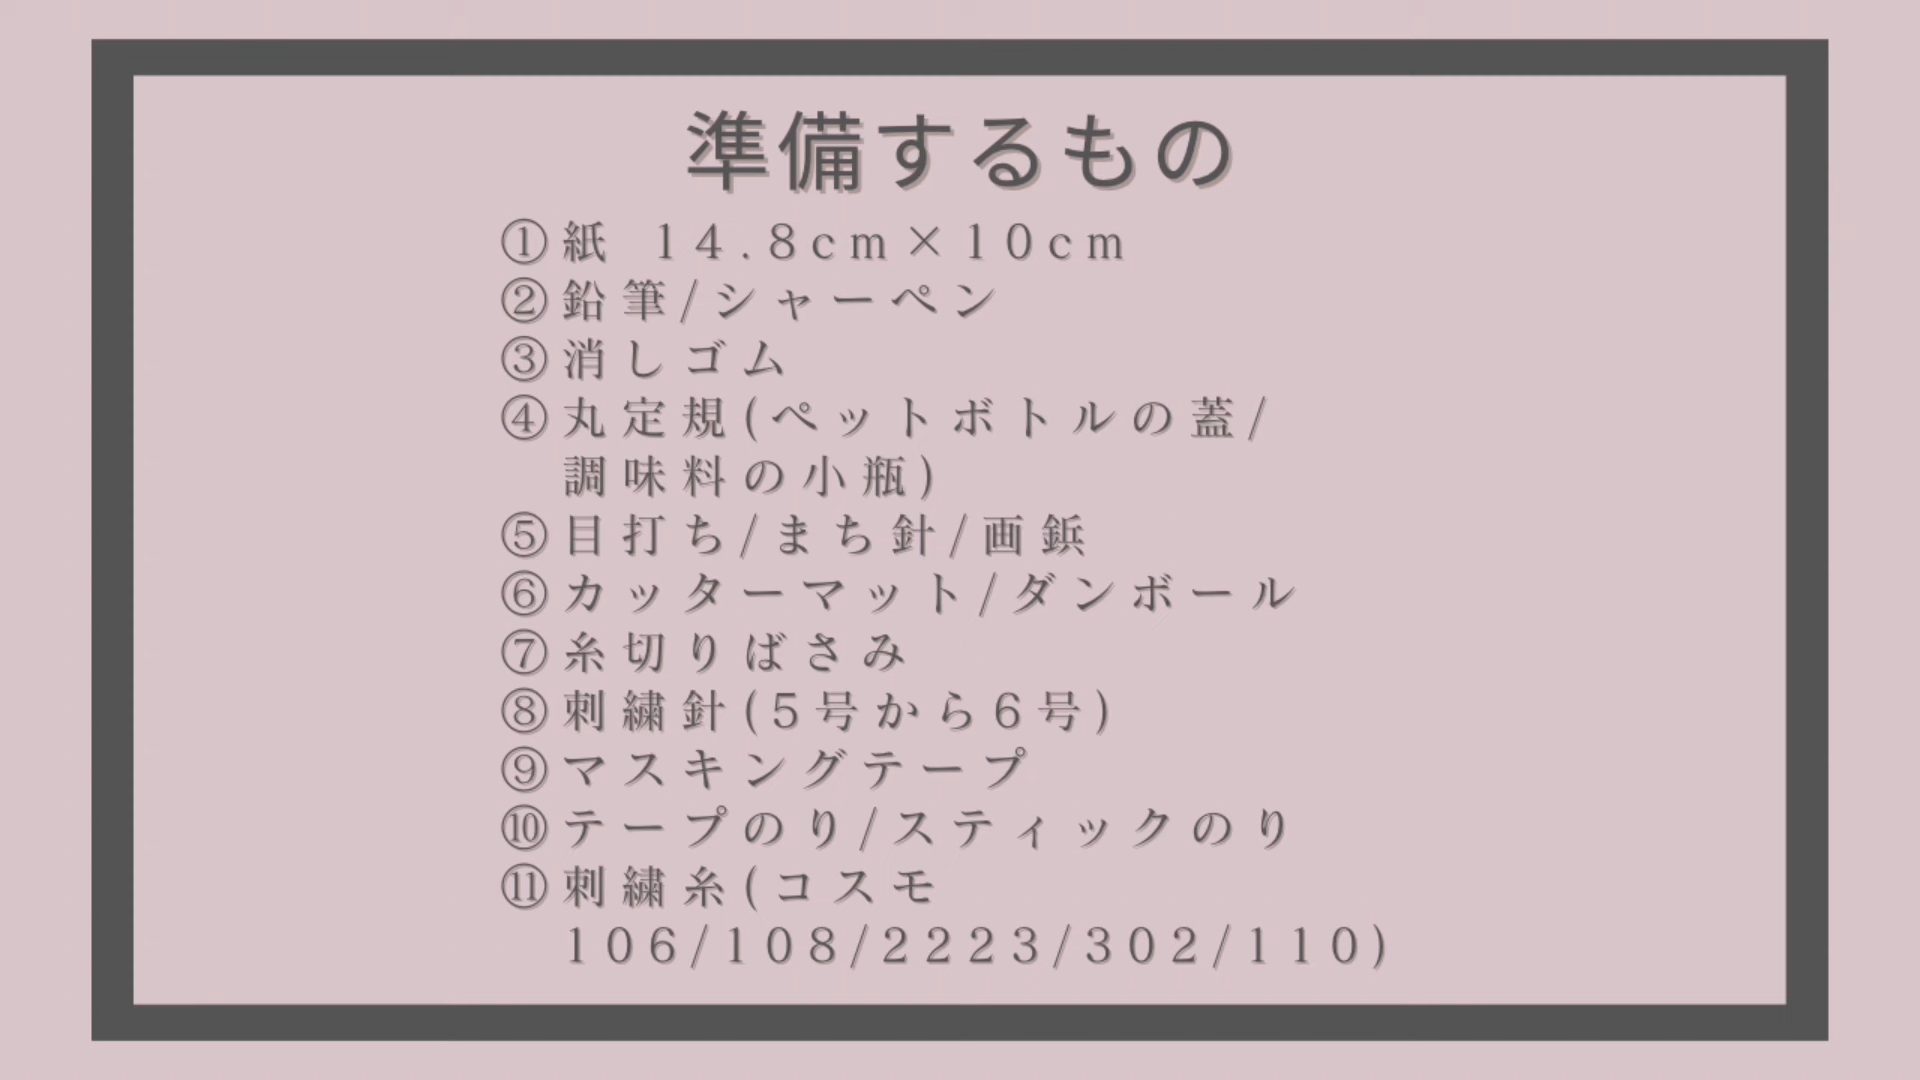 準備するもの
①紙 14.8cm×10cm
②鉛筆/シャーペン
③消しゴム
④丸定規(ペットボトルの蓋/
調味料の小瓶)
⑤目打ち/まち針/画鋲
⑥カッターマット/ダンボール
⑦糸切りばさみ
⑧刺繍針(5号から6号)
⑨マスキングテープ
⑩テープのり/スティックのり
⑪刺繍糸(コスモ
106/108/2223/302/110)